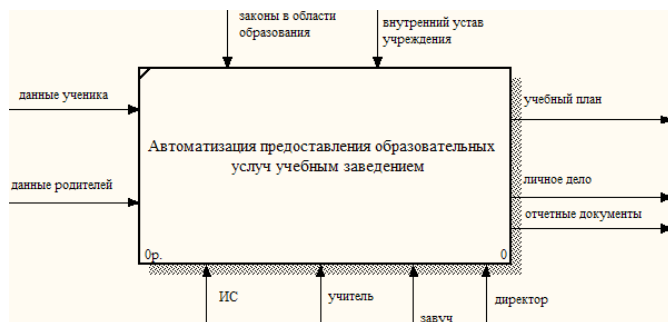 законы в области
образования
внутренний устав
учреждения
данные ученика
учебный план
Автоматизация предоставления образовательных
услуч учебным заведением
данные родителей
личное дело
отчетные документы
0р.
0
ИС
учитель
завуч
директор